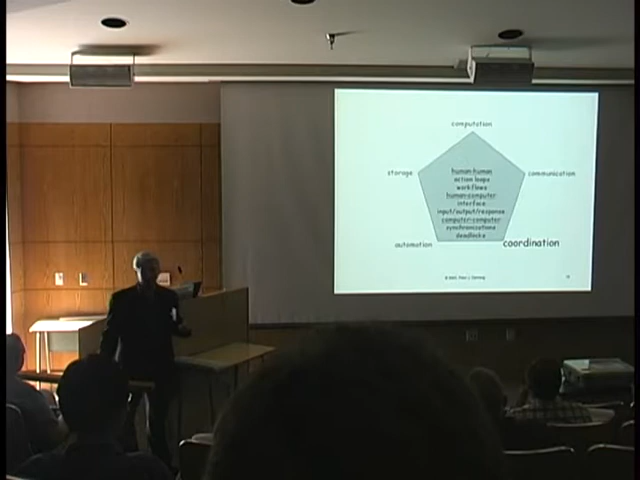 computation
storage
communication
human-human
action loops
workflows
human-computer
interface
input/output/response
computer-computer
synchronizations
deadlocks
automation
coordination